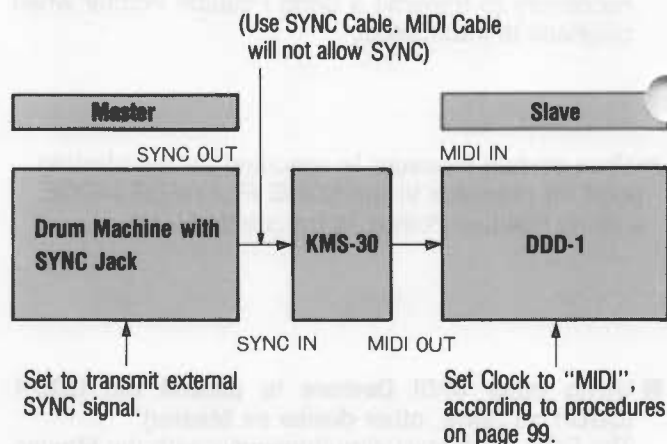 (Use SYNC Cable. MIDI Cable
will not allow SYNC)
Master
Slave
SYNC OUT
MIDI IN
Drum Machine with
SYNC Jack
KMS-30
DDD-1
SYNC IN
MIDI OUT
Set to transmit external
SYNC signal.
Set Clock to "MIDI"
according to procedures
on page 99.